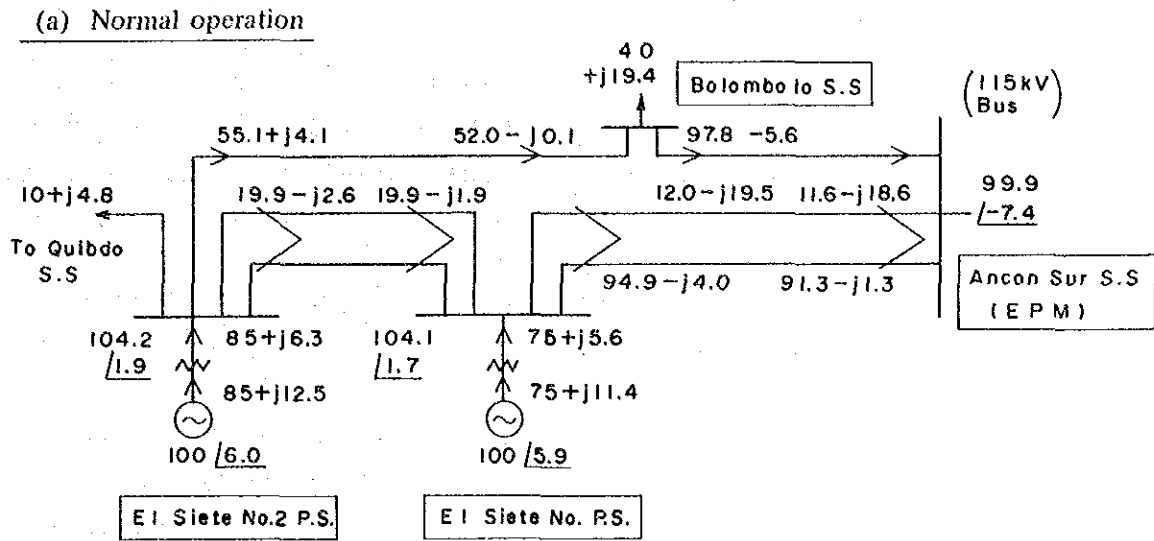 (a) Normal operation
40
+j19.4
Bolombolo S.S
(115kV)
Bus
55.1+j4.1
52.0-j0.1
97.8 -5.6
10+j4.8
19.9-j2.6
19.9-j1.9
12.0-j19.5
11.6-j18.6
99.9
/-7.4
To Quibdo
S.S
94.9-j4.0
91.3-j1.3
Ancon Sur S.S
(EPM)
104.2
/1.9
85+j6.3
104.1
/1.7
75+j5.6
85+j12.5
75+j11.4
100 /6.0
100 /5.9
El Siete No.2 P.S.
El Siete No. P.S.